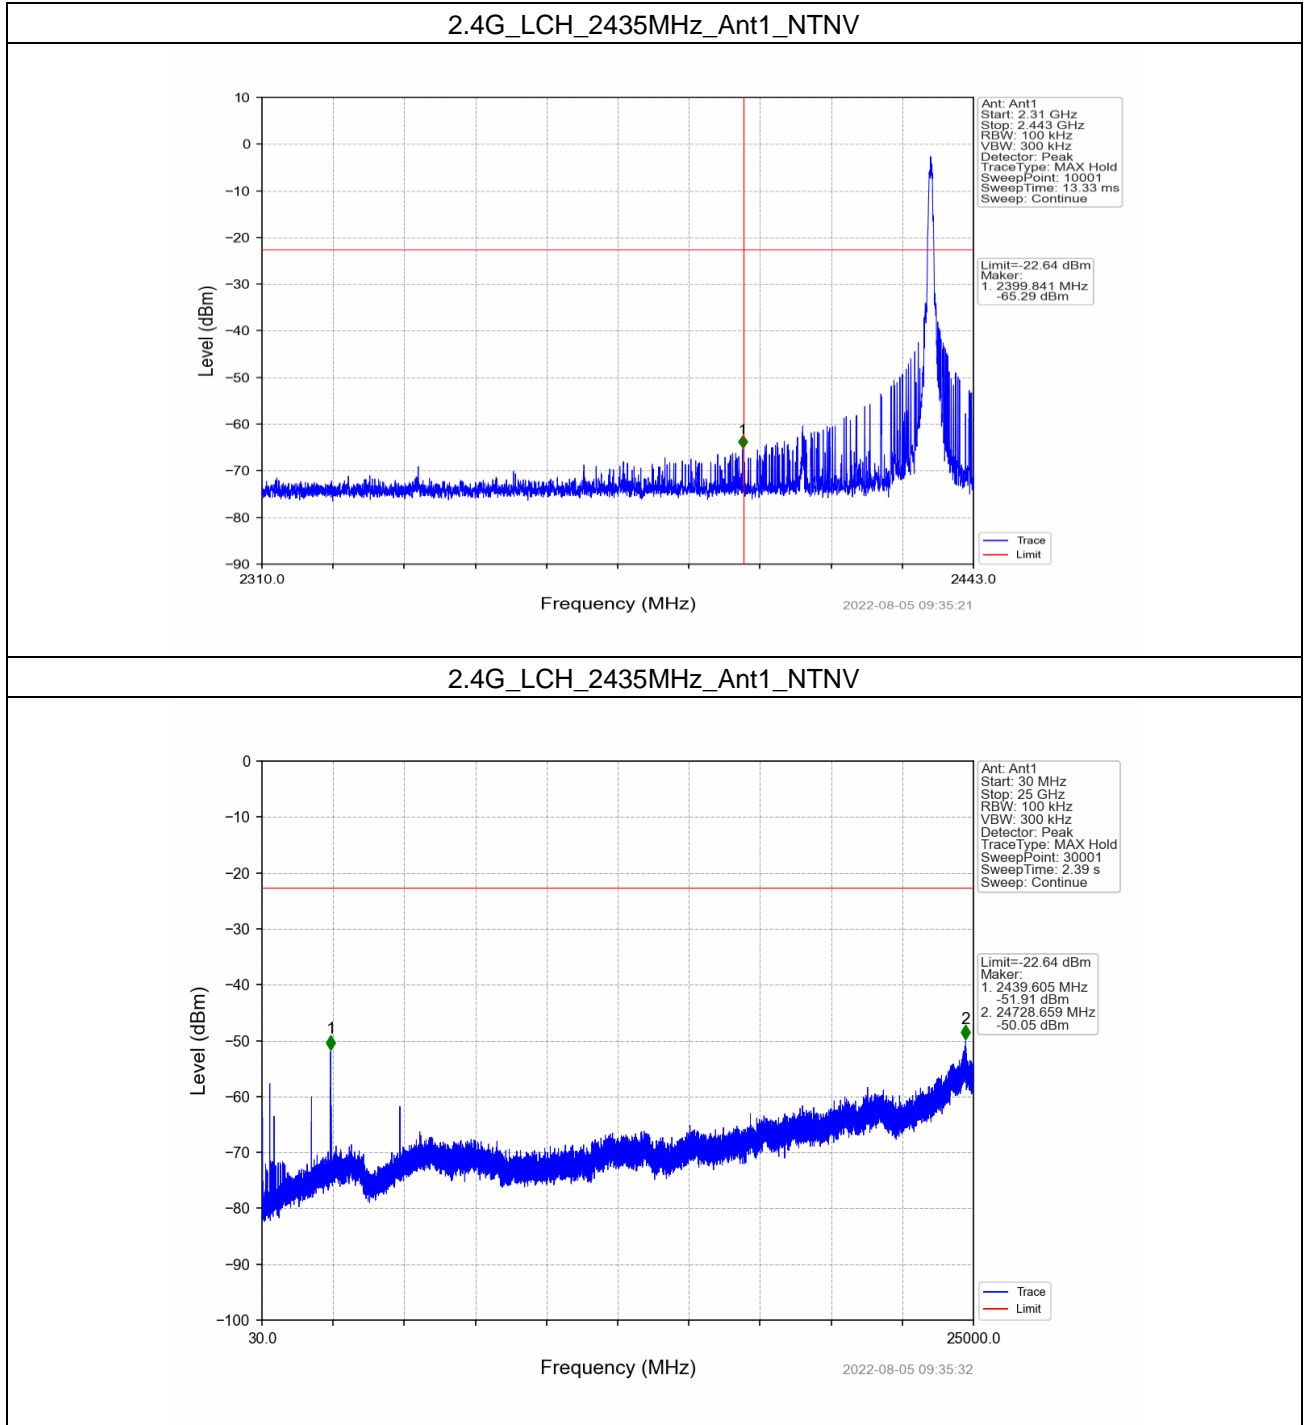 2.4G_LCH_2435MHz_Ant1_NTNV
10
0
−10
−20
−30
−40
−50
−60
−70
−80
−90
Level (dBm)
1
2310.0
2443.0
Frequency (MHz)
2022-08-05 09:35:21
Ant: Ant1
Start: 2.31 GHz
Stop: 2.443 GHz
RBW: 100 kHz
VBW: 300 kHz
Detector: Peak
TraceType: MAX Hold
SweepPoint: 10001
SweepTime: 13.33 ms
Sweep: Continue
Limit=-22.64 dBm
Maker:
1. 2399.841 MHz
-65.29 dBm
Trace
Limit
2.4G_LCH_2435MHz_Ant1_NTNV
0
−10
−20
−30
−40
−50
−60
−70
−80
−90
−100
Level (dBm)
1
2
30.0
25000.0
Frequency (MHz)
2022-08-05 09:35:32
Ant: Ant1
Start: 30 MHz
Stop: 25 GHz
RBW: 100 kHz
VBW: 300 kHz
Detector: Peak
TraceType: MAX Hold
SweepPoint: 30001
SweepTime: 2.39 s
Sweep: Continue
Limit=-22.64 dBm
Maker:
1. 2439.605 MHz
-51.91 dBm
2. 24728.659 MHz
-50.05 dBm
Trace
Limit